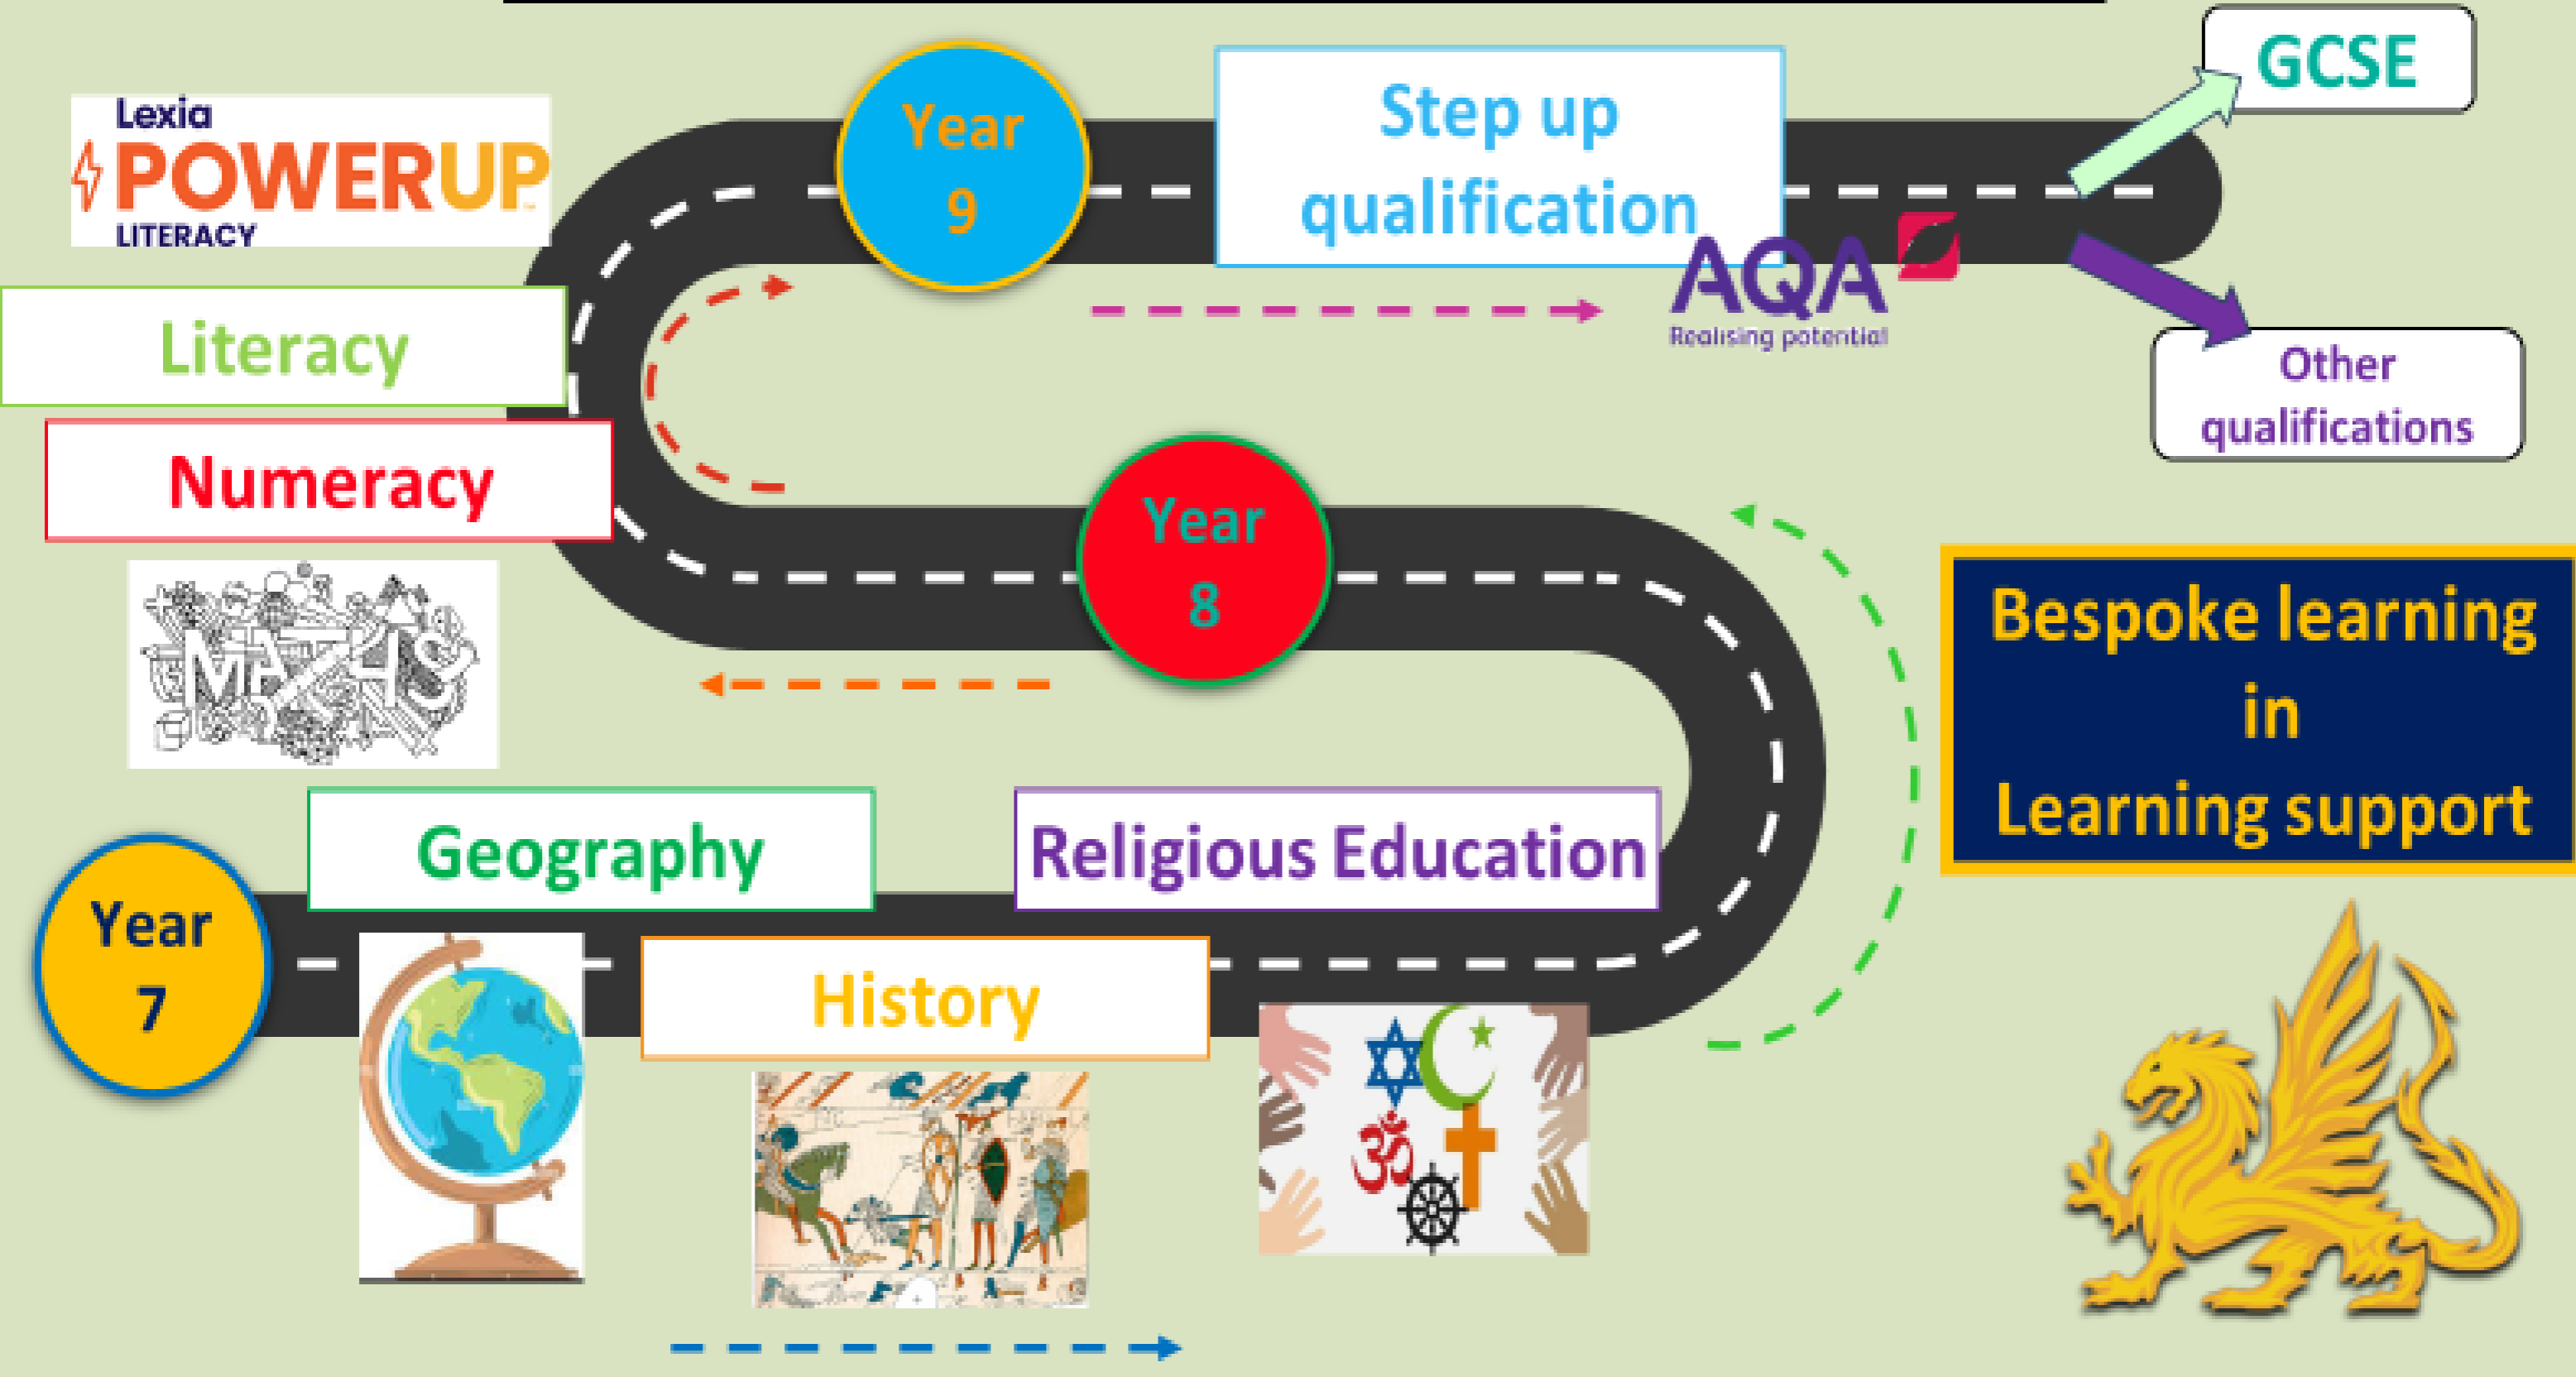 GCSE
Lexia
POWERUP
LITERACY
Year
9
Step up
qualification
AQA
Realising potential
Other
qualifications
Literacy
Numeracy
MATHS
Year
8
Bespoke learning
in
Learning support
Geography
Religious Education
Year
7
History